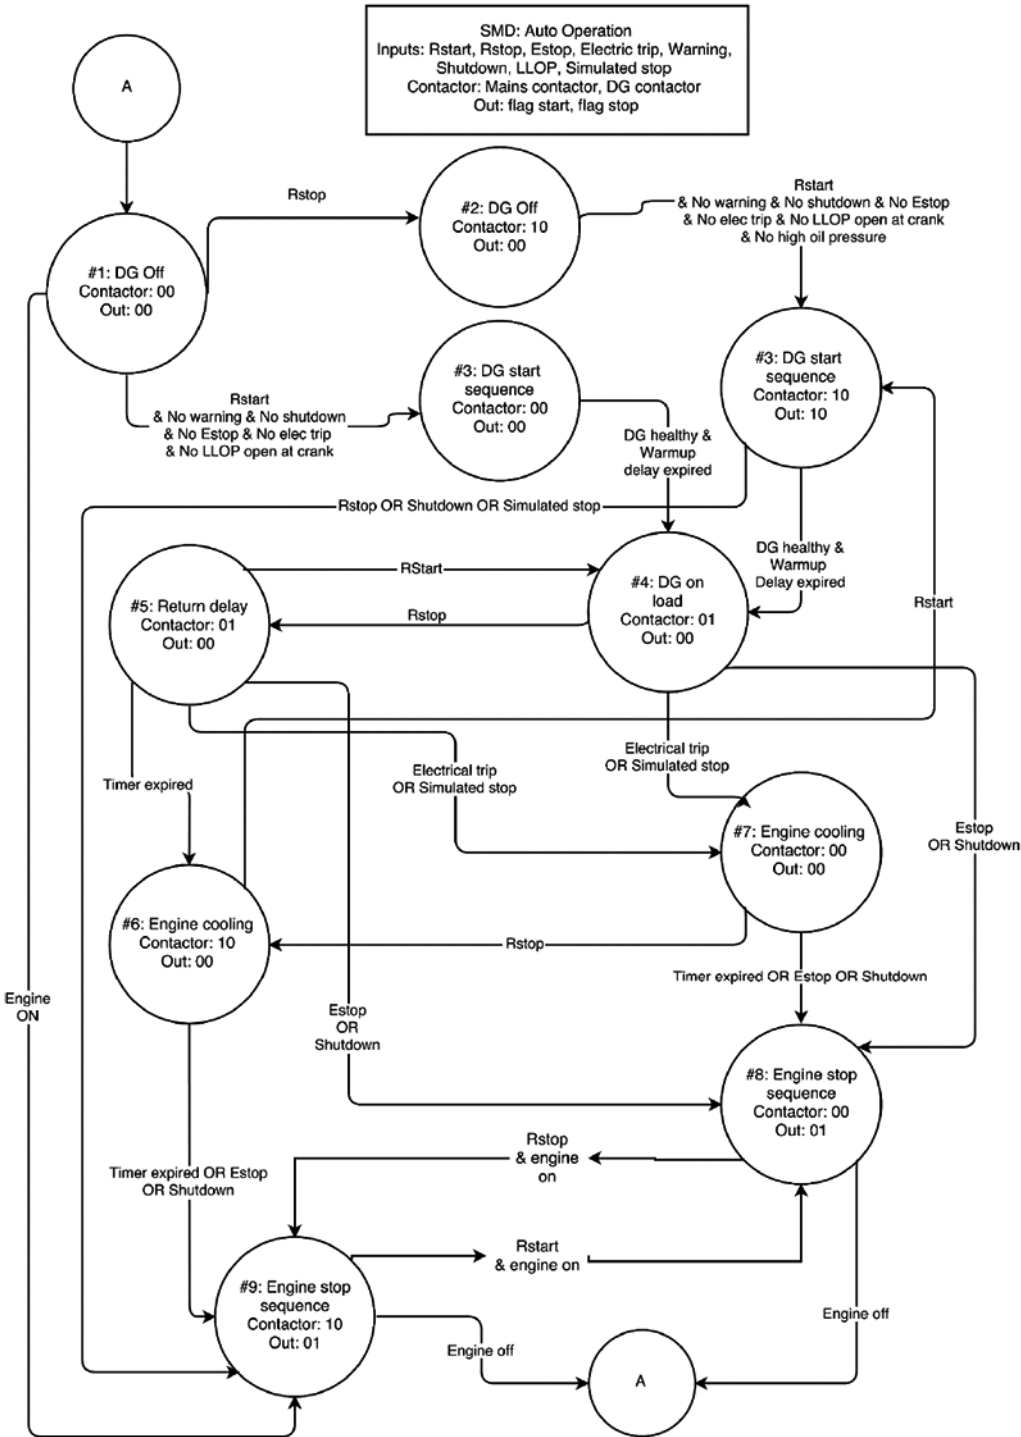 SMD: Auto Operation
Inputs: Rstart, Rstop, Estop, Electric trip, Warning,
Shutdown, LLOP, Simulated stop
Contactor: Mains contactor, DG contactor
Out: flag start, flag stop
A
Rstop
#2: DG Off
Contactor: 10
Out: 00
Rstart
& No warning & No shutdown & No Estop
& No elec trip & No LLOP open at crank
& No high oil pressure
#1: DG Off
Contactor: 00
Out: 00
Rstart
& No warning & No shutdown
& No Estop & No elec trip
& No LLOP open at crank
#3: DG start
sequence
Contactor: 00
Out: 00
#3: DG start
sequence
Contactor: 10
Out: 10
DG healthy &
Warmup
delay expired
Rstop OR Shutdown OR Simulated stop
DG healthy &
Warmup
Delay expired
RStart
#5: Return delay
Contactor: 01
Out: 00
Rstop
#4: DG on
load
Contactor: 01
Out: 00
Rstart
Timer expired
Electrical trip
OR Simulated stop
Electrical trip
OR Simulated stop
#7: Engine cooling
Contactor: 00
Out: 00
Estop
OR Shutdown
#6: Engine cooling
Contactor: 10
Out: 00
Rstop
Timer expired OR Estop OR Shutdown
Engine
ON
Estop
OR
Shutdown
#8: Engine stop
sequence
Contactor: 00
Out: 01
Rstop
& engine
on
Timer expired OR Estop
OR Shutdown
Rstart
& engine on
#9: Engine stop
sequence
Contactor: 10
Out: 01
Engine off
Engine off
A